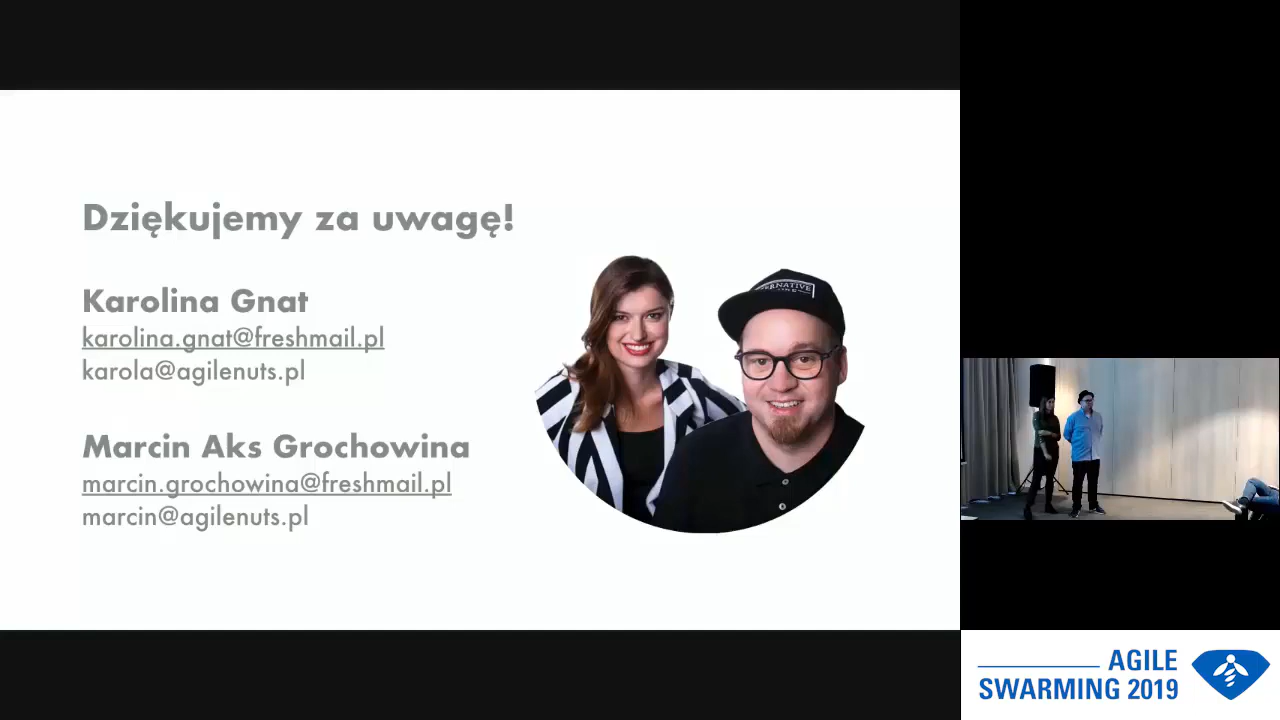 Dziękujemy za uwagę!
Karolina Gnat
karolina.gnat@freshmail.pl
karola@agilenuts.pl
Marcin Aks Grochowina
marcin.grochowina@freshmail.pl
marcin@agilenuts.pl
AGILE
SWARMING 2019